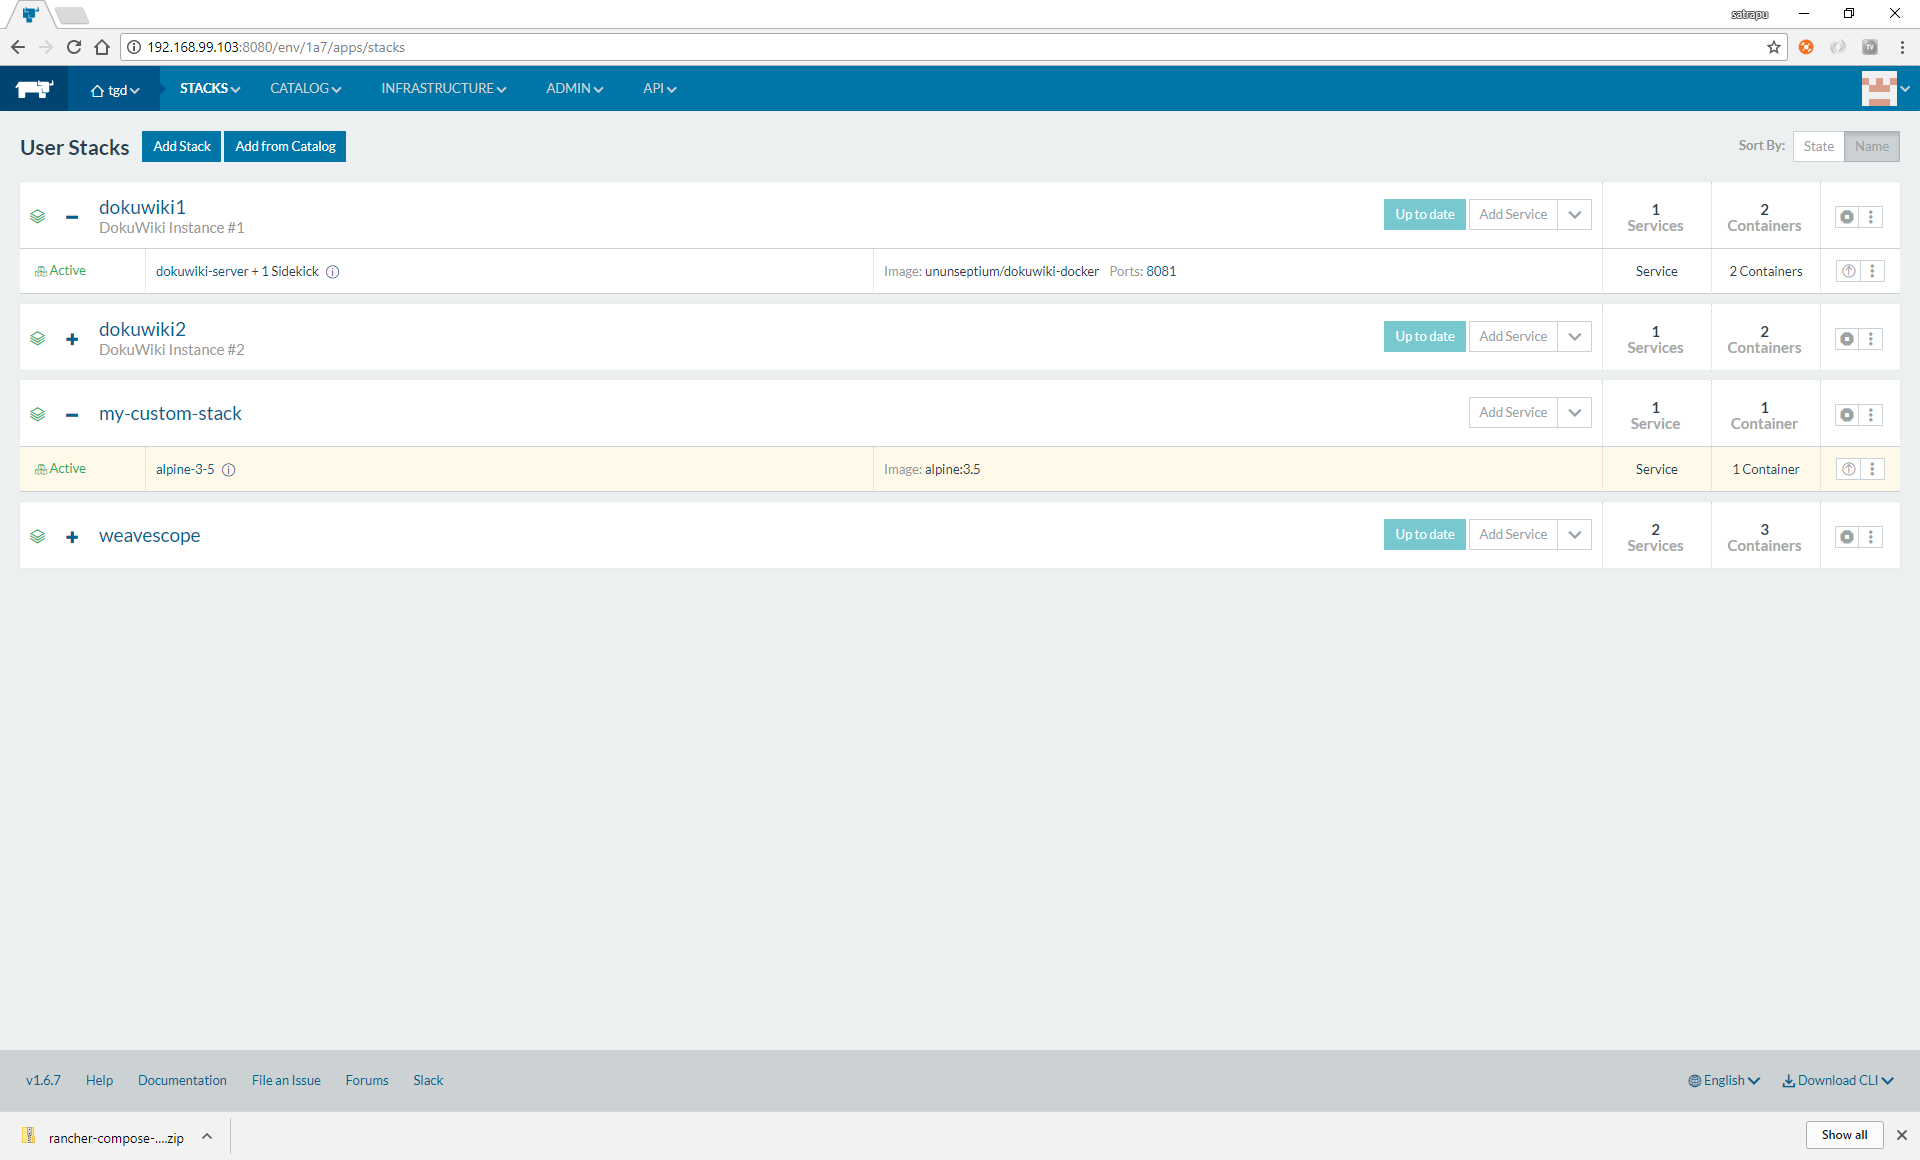 satrapu
192.168.99.103:8080/env/1a7/apps/stacks
TV
tgd STACKS CATALOG INFRASTRUCTURE ADMIN API
User Stacks Add Stack Add from Catalog Sort By: State Name
dokuwiki1
DokuWiki Instance #1
Up to date Add Service 1 Services 2 Containers
Active dokuwiki-server + 1 Sidekick Image: ununseptium/dokuwiki-docker Ports: 8081 Service 2 Containers
dokuwiki2
DokuWiki Instance #2
Up to date Add Service 1 Services 2 Containers
my-custom-stack Add Service 1 Service 1 Container
Active alpine-3-5 Image: alpine:3.5 Service 1 Container
weavescope Up to date Add Service 2 Services 3 Containers
v1.6.7 Help Documentation File an Issue Forums Slack English Download CLI
rancher-compose-....zip Show all